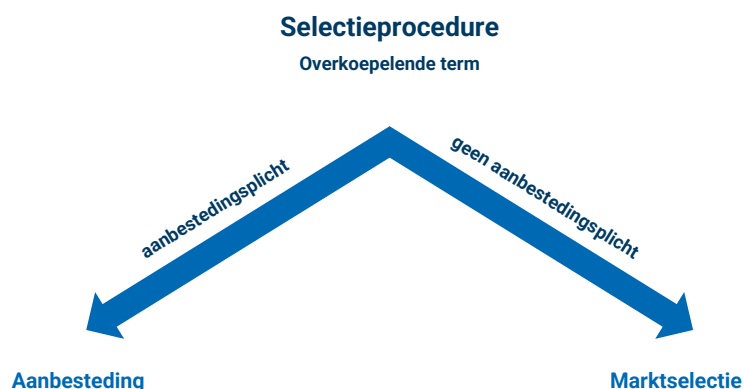 Selectieprocedure
Overkoepelende term
aanbestedingsplicht
geen aanbestedingsplicht
Aanbesteding
Marktselectie